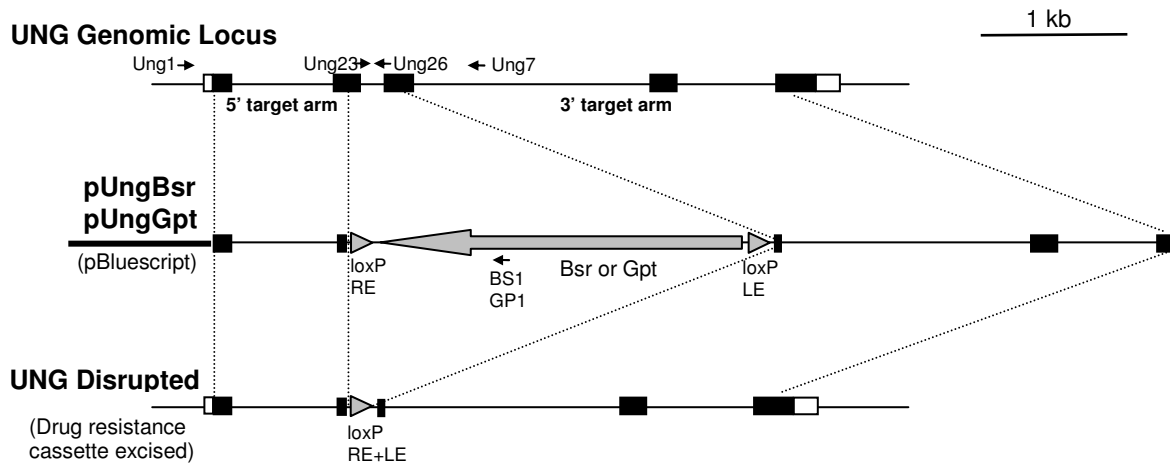 1 kb
UNG Genomic Locus
Ung1 Ung23 Ung26 Ung7
5' target arm 3' target arm
pUngBsr
pUngGpt
(pBluescript)
loxP
RE
BS1
GP1
Bsr or Gpt
loxP
LE
UNG Disrupted
(Drug resistance
cassette excised)
loxP
RE+LE